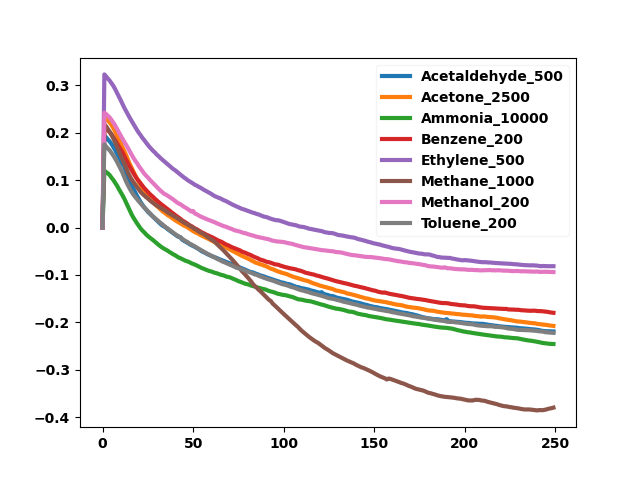 Acetaldehyde_500
Acetone_2500
Ammonia_10000
Benzene_200
Ethylene_500
Methane_1000
Methanol_200
Toluene_200
0.3
0.2
0.1
0.0
−0.1
−0.2
−0.3
−0.4
0 50 100 150 200 250